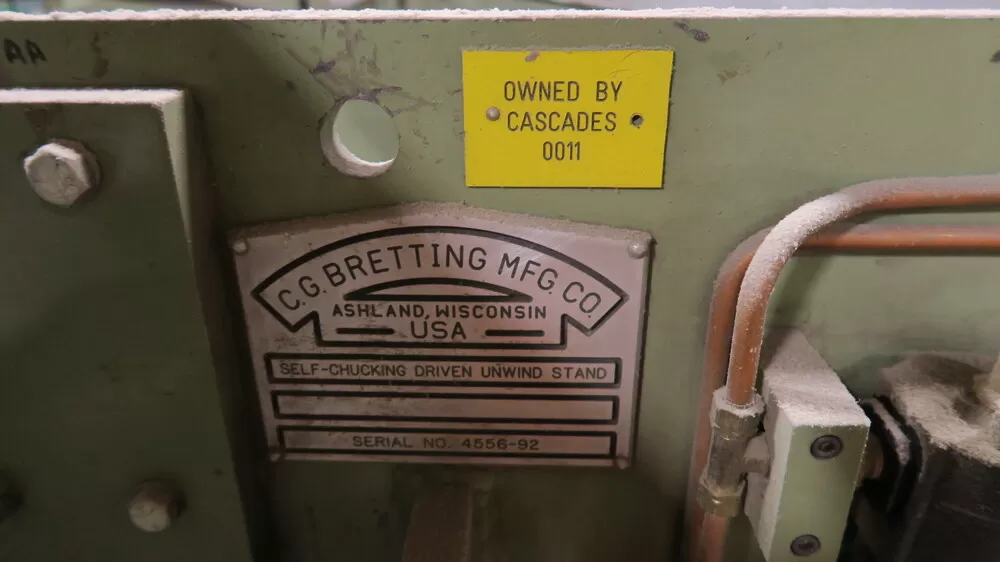 AA
OWNED BY
CASCADES
0011
C.G. BRETTING MFG. CO.
ASHLAND, WISCONSIN
USA
SELF-CHUCKING DRIVEN UNWIND STAND
SERIAL NO. 4556-92